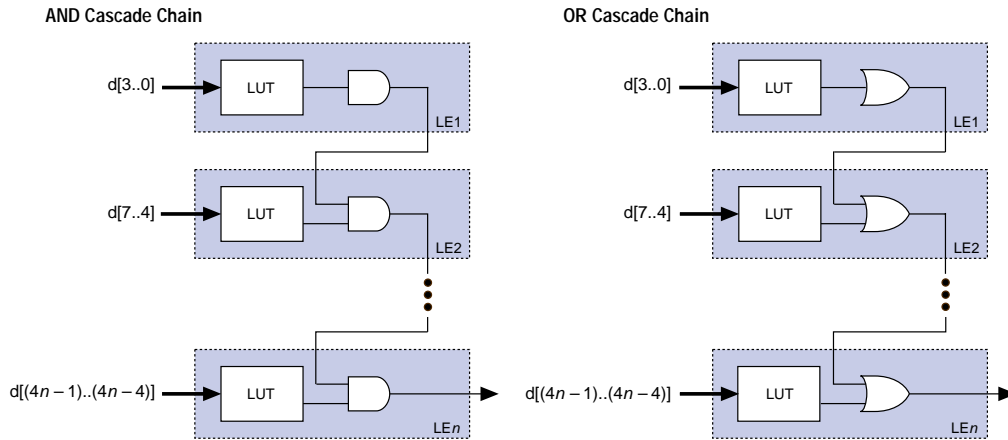 AND Cascade Chain
d[3..0]
LUT
LE1
d[7..4]
LUT
LE2
d[(4n – 1)..(4n – 4)]
LUT
LEn
OR Cascade Chain
d[3..0]
LUT
LE1
d[7..4]
LUT
LE2
d[(4n – 1)..(4n – 4)]
LUT
LEn